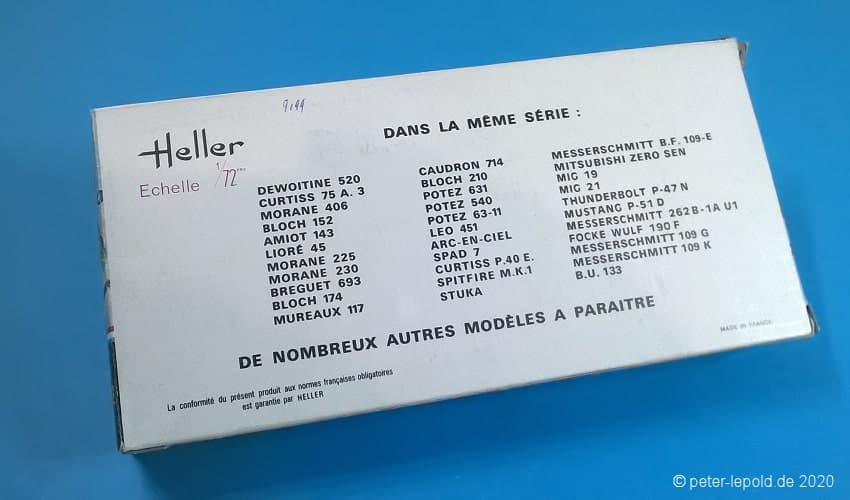 9,99
Heller
Echelle 1/72ème
DANS LA MÊME SÉRIE :
DEWOITINE 520
CURTISS 75 A. 3
MORANE 406
BLOCH 152
AMIOT 143
LIORÉ 45
MORANE 225
MORANE 230
BREGUET 693
BLOCH 174
MUREAUX 117
CAUDRON 714
BLOCH 210
POTEZ 631
POTEZ 540
POTEZ 63-11
LEO 451
ARC-EN-CIEL
SPAD 7
CURTISS P.40 E.
SPITFIRE M.K.1
STUKA
MESSERSCHMITT B.F. 109-E
MITSUBISHI ZERO SEN
MIG 19
MIG 21
THUNDERBOLT P-47 N
MUSTANG P-51 D
MESSERSCHMITT 262 B-1A U1
FOCKE WULF 190 F
MESSERSCHMITT 109 G
MESSERSCHMITT 109 K
B.U. 133
DE NOMBREUX AUTRES MODÈLES A PARAITRE
MADE IN FRANCE
La conformité du présent produit aux normes françaises obligatoires
est garantie par HELLER
© peter-lepold.de 2020